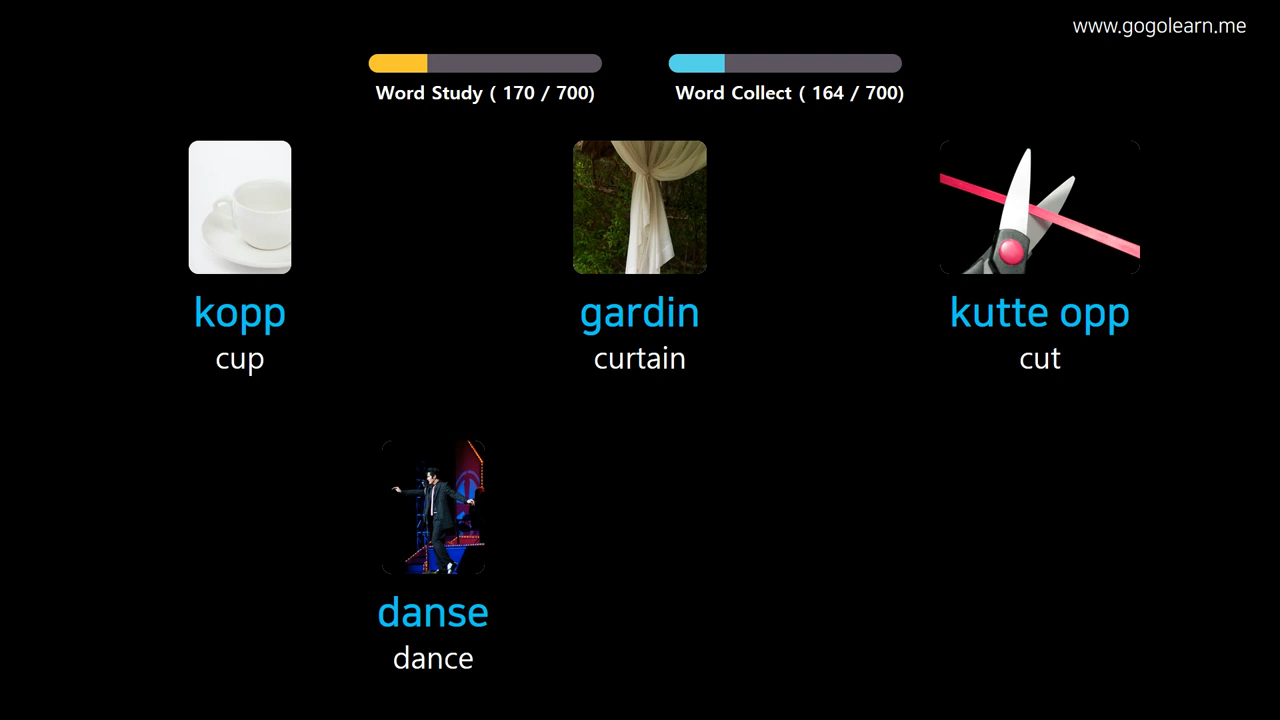 www.gogolearn.me
Word Study ( 170 / 700)
Word Collect ( 164 / 700)
kopp
cup
gardin
curtain
kutte opp
cut
danse
dance